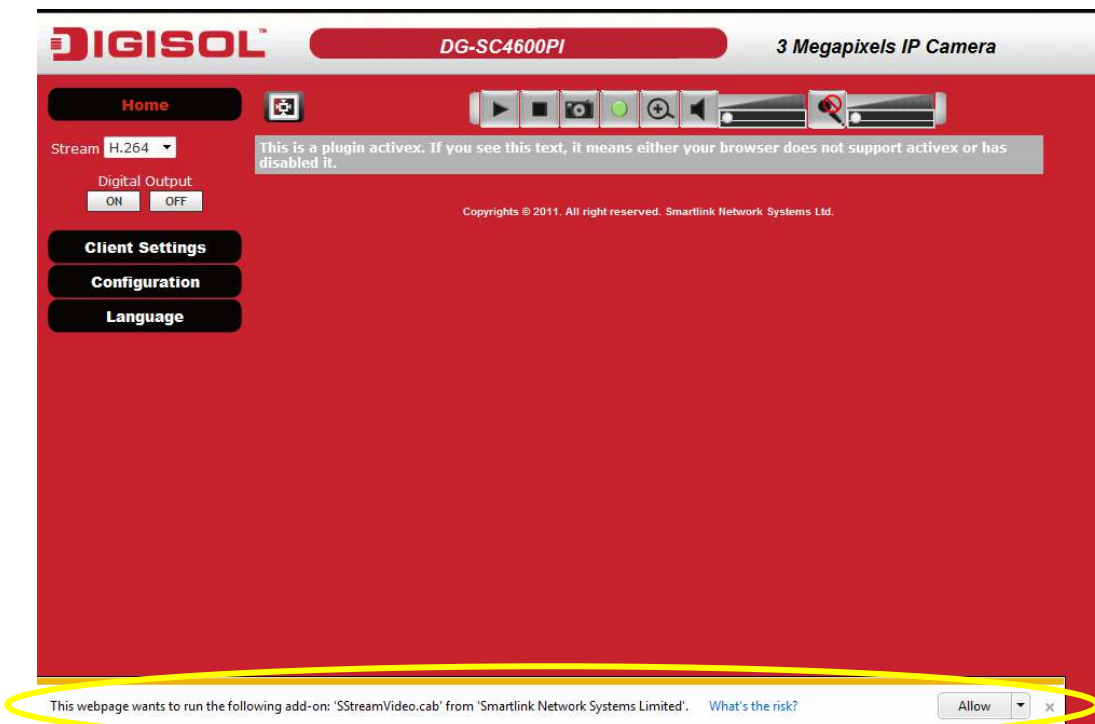 DIGISOL™
DG-SC4600PI
3 Megapixels IP Camera
Home
Stream H.264
Digital Output
ON OFF
Client Settings
Configuration
Language
This is a plugin activex. If you see this text, it means either your browser does not support activex or has
disabled it.
Copyrights © 2011. All right reserved. Smartlink Network Systems Ltd.
This webpage wants to run the following add-on: 'SStreamVideo.cab' from 'Smartlink Network Systems Limited'. What's the risk? Allow